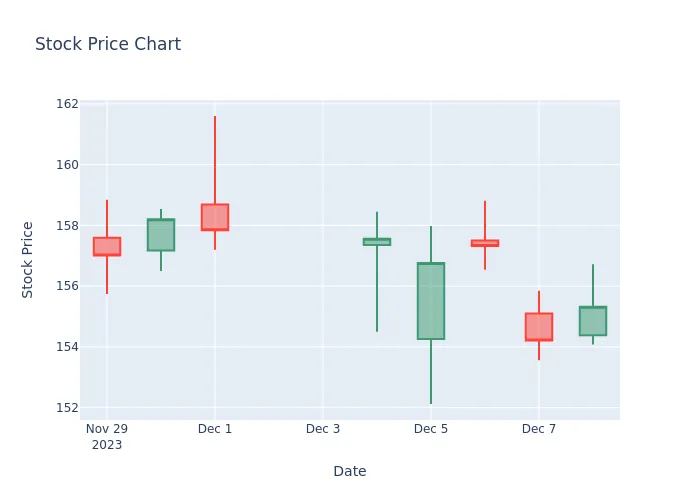 Stock Price Chart
162
160
158
156
154
152
Stock Price
Nov 29
2023
Dec 1
Dec 3
Dec 5
Dec 7
Date